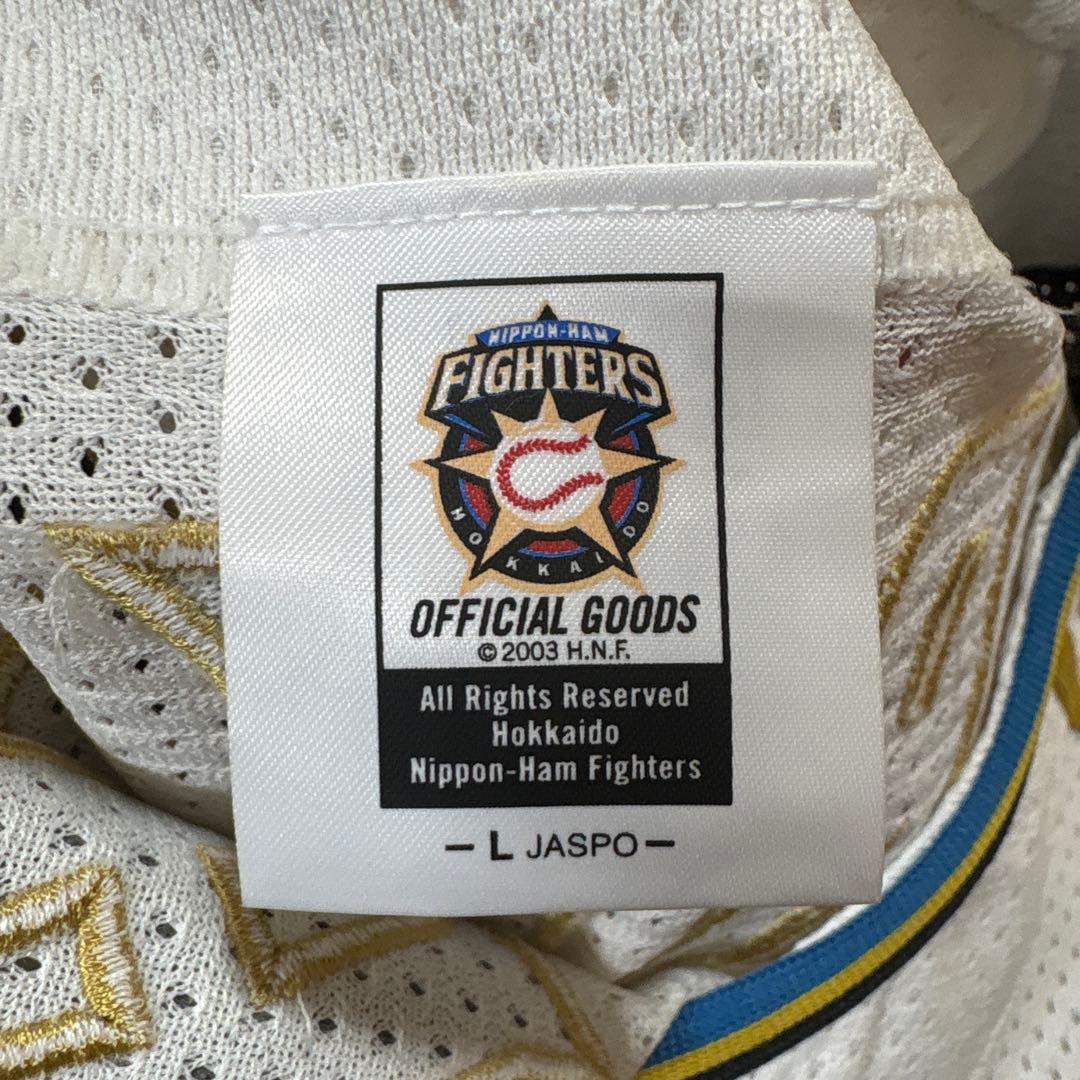 NIPPON-HAM
FIGHTERS
HOKKAIDO
OFFICIAL GOODS
© 2003 H.N.F.
All Rights Reserved
Hokkaido
Nippon-Ham Fighters
– L JASPO –